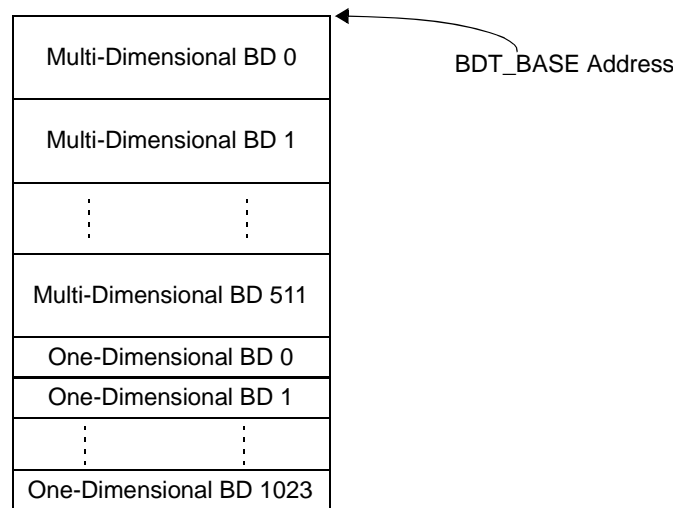 Multi-Dimensional BD 0
BDT_BASE Address
Multi-Dimensional BD 1
Multi-Dimensional BD 511
One-Dimensional BD 0
One-Dimensional BD 1
One-Dimensional BD 1023